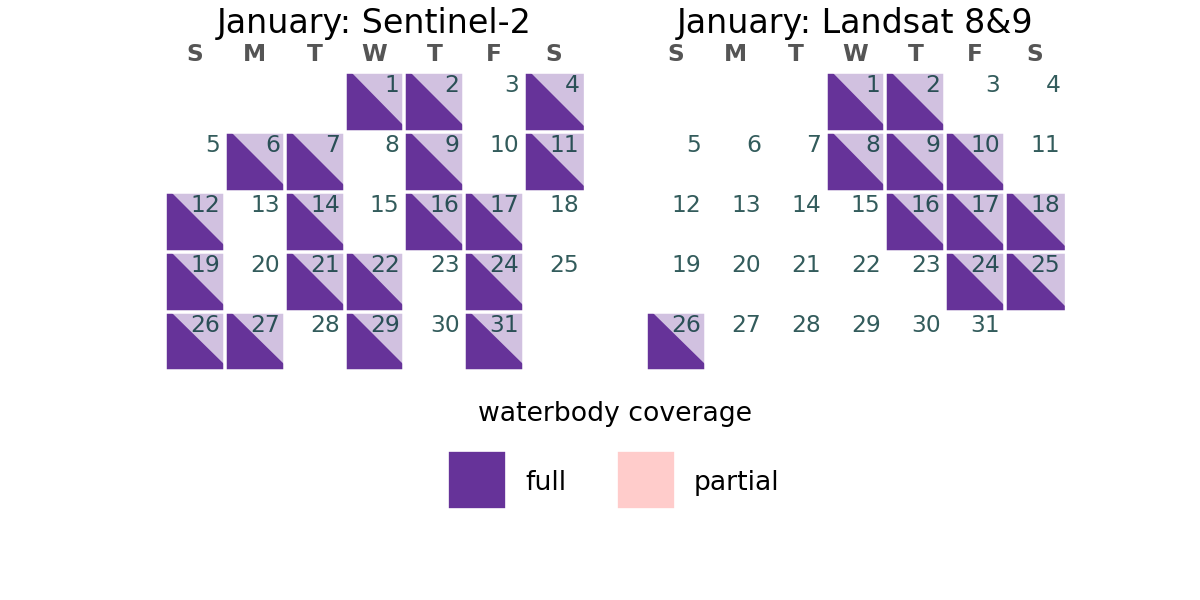 January: Sentinel-2
S M T W T F S
1 2 3 4
5 6 7 8 9 10 11
12 13 14 15 16 17 18
19 20 21 22 23 24 25
26 27 28 29 30 31
January: Landsat 8&9
S M T W T F S
1 2 3 4
5 6 7 8 9 10 11
12 13 14 15 16 17 18
19 20 21 22 23 24 25
26 27 28 29 30 31
waterbody coverage
full partial